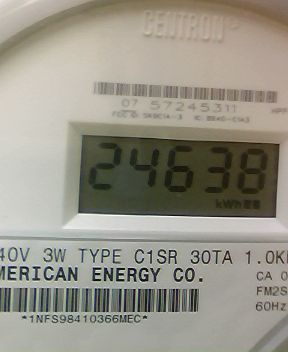 CENTRON®
07 57245311
24638
kWh
40V 3W TYPE C1SR 30TA 1.0K
MERICAN ENERGY CO.
CA 0
FM2S
60Hz
*1NFS98410366MEC*